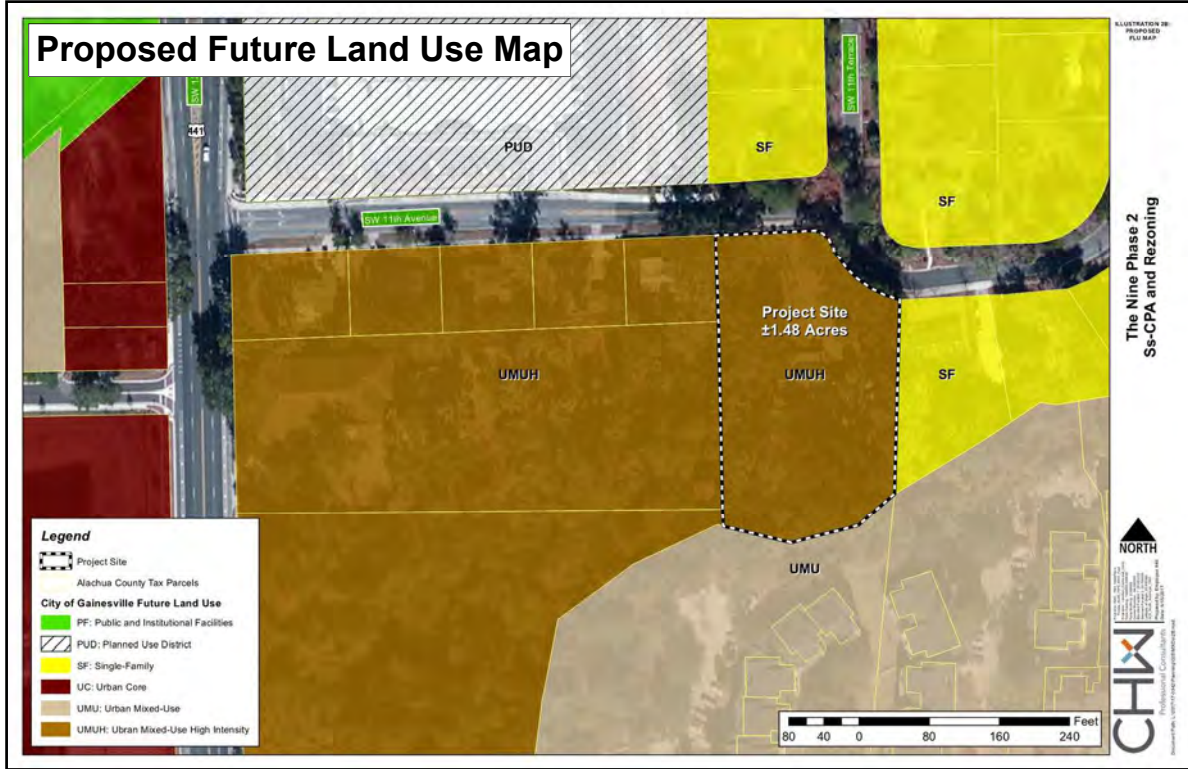 Proposed Future Land Use Map
ILLUSTRATION 2B:
PROPOSED
FLU MAP
SW 1
441
PUD
SF
SW 11th Terrace
SF
SW 11th Avenue
Project Site
±1.48 Acres
UMUH
UMUH
SF
UMU
The Nine Phase 2
Ss-CPA and Rezoning
Legend
Project Site
Alachua County Tax Parcels
City of Gainesville Future Land Use
PF: Public and Institutional Facilities
PUD: Planned Use District
SF: Single-Family
UC: Urban Core
UMU: Urban Mixed-Use
UMUH: Ubran Mixed-Use High Intensity
NORTH
CHW
Professional Consultants
Feet
80 40 0 80 160 240